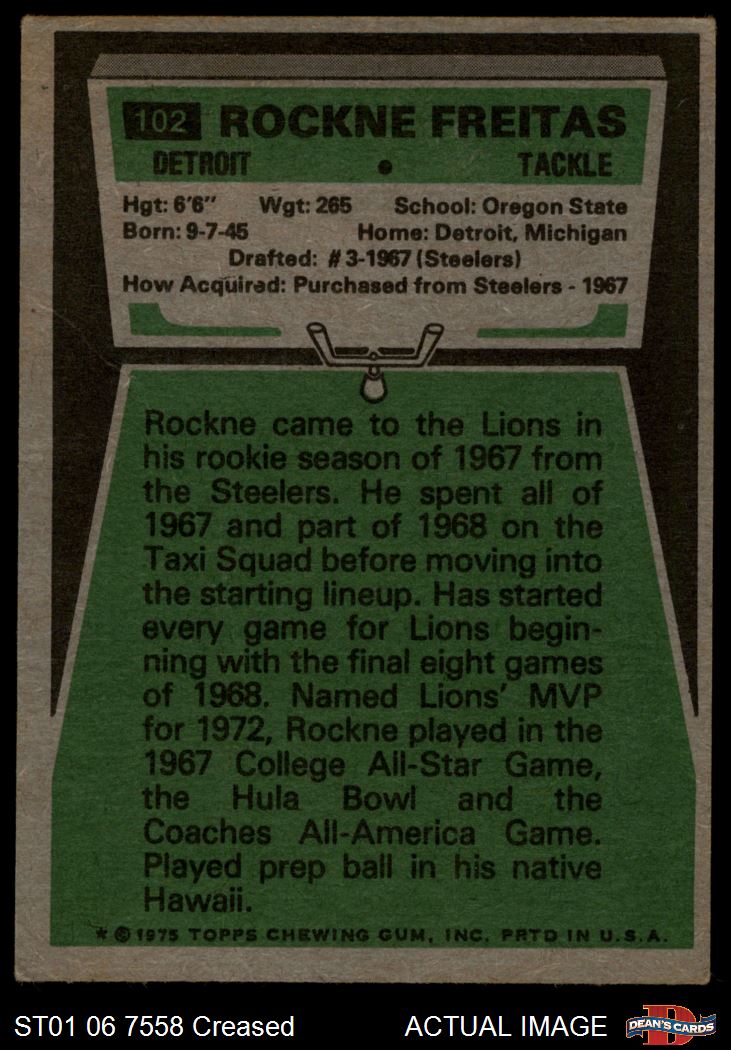 102 ROCKNE FREITAS
DETROIT • TACKLE
Hgt: 6'6" Wgt: 265 School: Oregon State
Born: 9-7-45 Home: Detroit, Michigan
Drafted: #3-1967 (Steelers)
How Acquired: Purchased from Steelers - 1967
Rockne came to the Lions in
his rookie season of 1967 from
the Steelers. He spent all of
1967 and part of 1968 on the
Taxi Squad before moving into
the starting lineup. Has started
every game for Lions begin-
ning with the final eight games
of 1968. Named Lions' MVP
for 1972, Rockne played in the
1967 College All-Star Game,
the Hula Bowl and the
Coaches All-America Game.
Played prep ball in his native
Hawaii.
* © 1975 TOPPS CHEWING GUM, INC. PRTD IN U.S.A.
ST01 06 7558 Creased ACTUAL IMAGE
D
DEAN'S CARDS